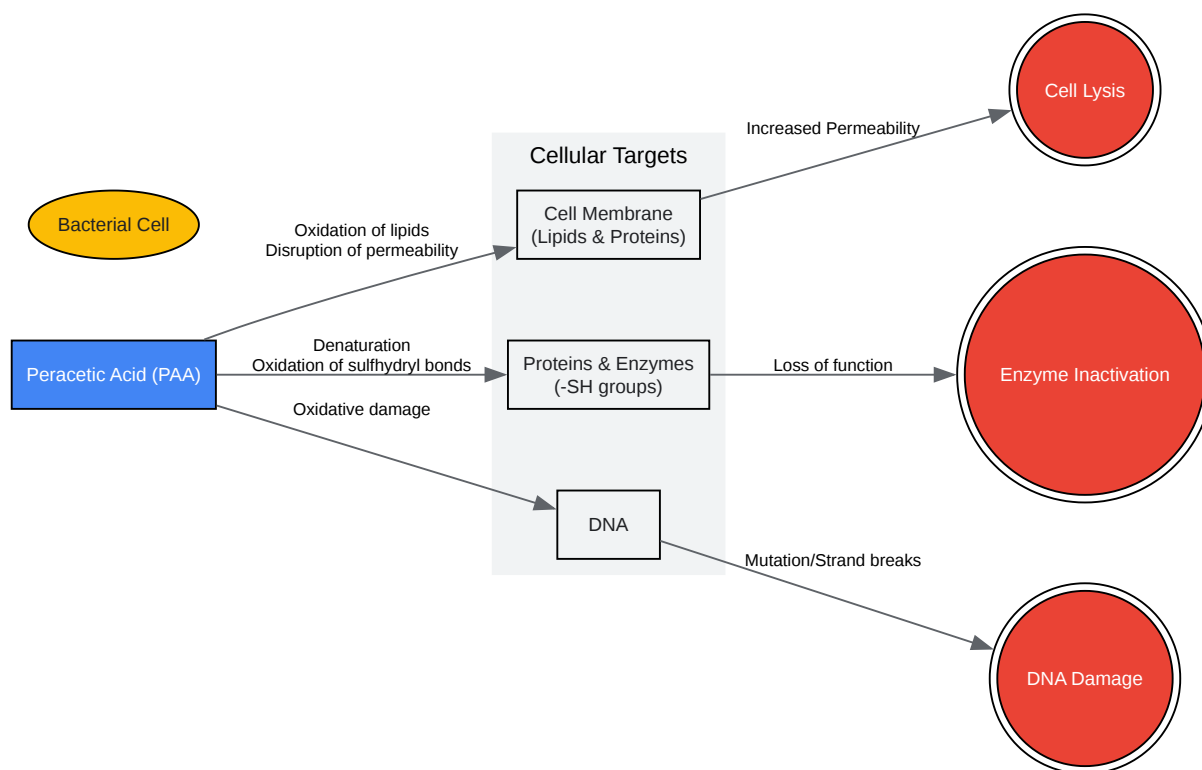 Cell Lysis
Increased Permeability
Cellular Targets
Bacterial Cell
Cell Membrane
(Lipids & Proteins)
Oxidation of lipids
Disruption of permeability
Peracetic Acid (PAA)
Denaturation
Oxidation of sulfhydryl bonds
Proteins & Enzymes
(-SH groups)
Loss of function
Enzyme Inactivation
Oxidative damage
DNA
Mutation/Strand breaks
DNA Damage